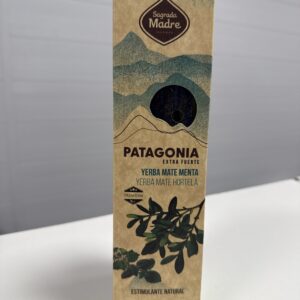 Sagrada
Madre
PATAGONIA
EXTRA FUERTE
YERBA MATE MENTA
YERBA MATE HORTELÃ
ESTIMULANTE NATURAL